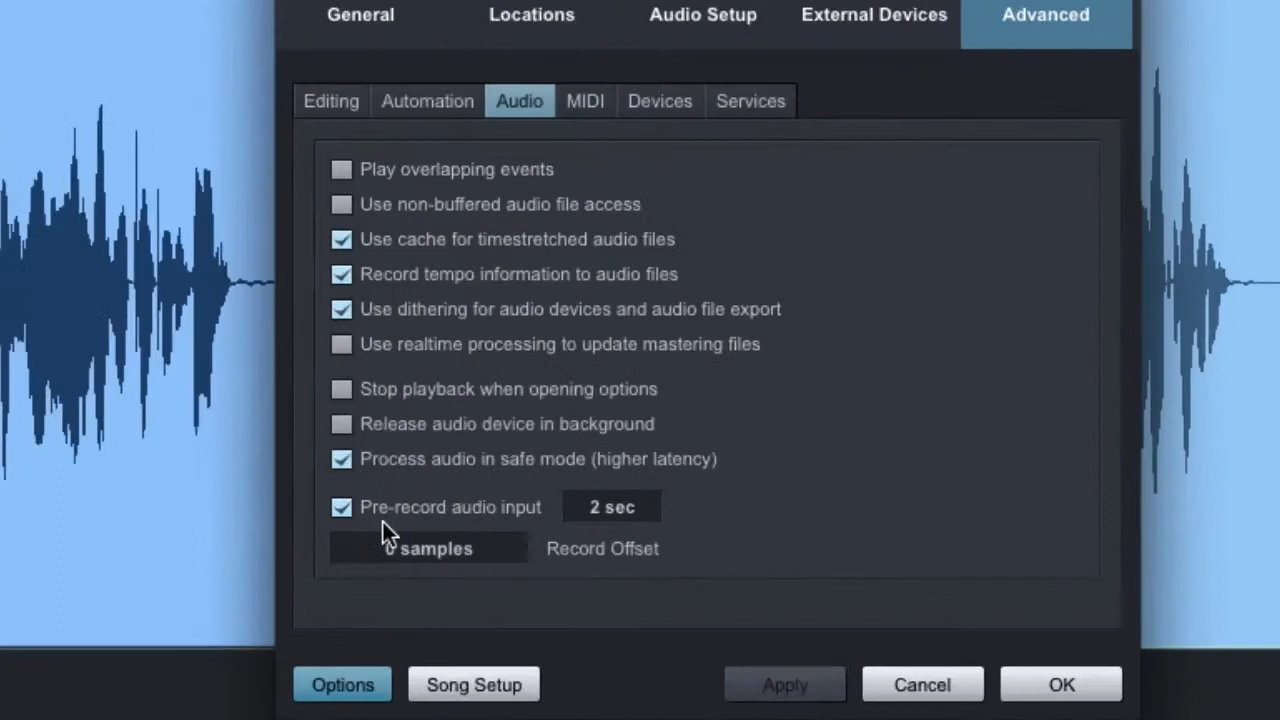 General Locations Audio Setup External Devices Advanced
Editing Automation Audio MIDI Devices Services
Play overlapping events
Use non-buffered audio file access
Use cache for timestretched audio files
Record tempo information to audio files
Use dithering for audio devices and audio file export
Use realtime processing to update mastering files
Stop playback when opening options
Release audio device in background
Process audio in safe mode (higher latency)
Pre-record audio input 2 sec
0 samples Record Offset
Options Song Setup Apply Cancel OK